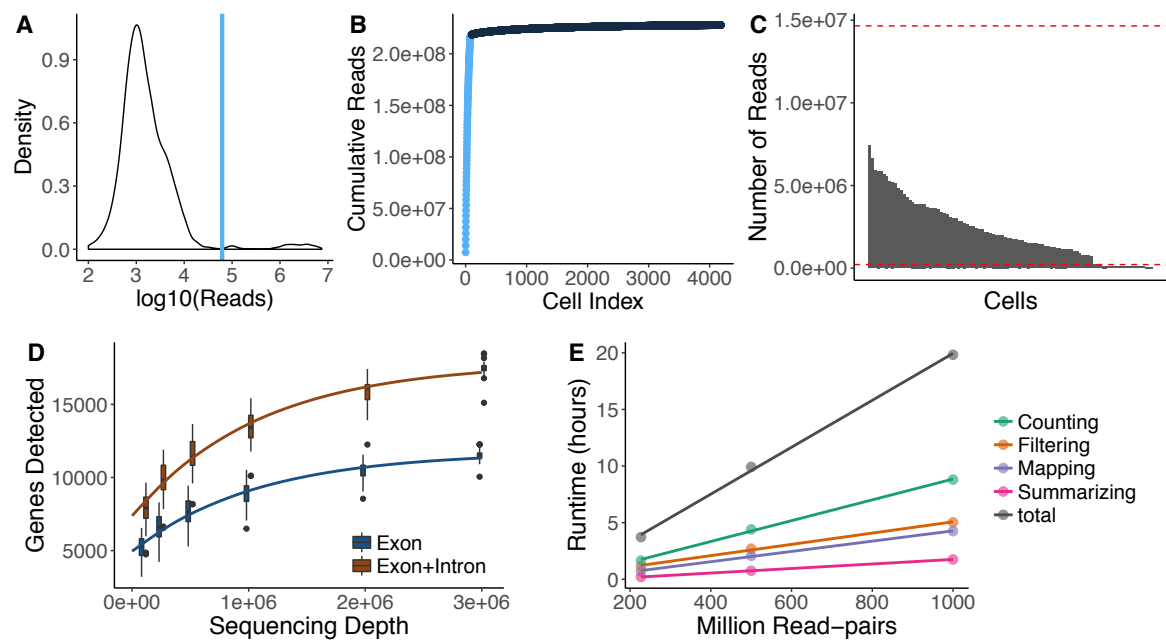 A
Density
0.9
0.6
0.3
0.0
2 3 4 5 6 7
log10(Reads)
B
Cumulative Reads
2.0e+08
1.5e+08
1.0e+08
5.0e+07
0.0e+00
0 1000 2000 3000 4000
Cell Index
C
Number of Reads
1.5e+07
1.0e+07
5.0e+06
0.0e+00
Cells
D
Genes Detected
15000
10000
5000
Exon
Exon+Intron
0e+00 1e+06 2e+06 3e+06
Sequencing Depth
E
Runtime (hours)
20
15
10
5
0
200 400 600 800 1000
Million Read−pairs
Counting
Filtering
Mapping
Summarizing
total